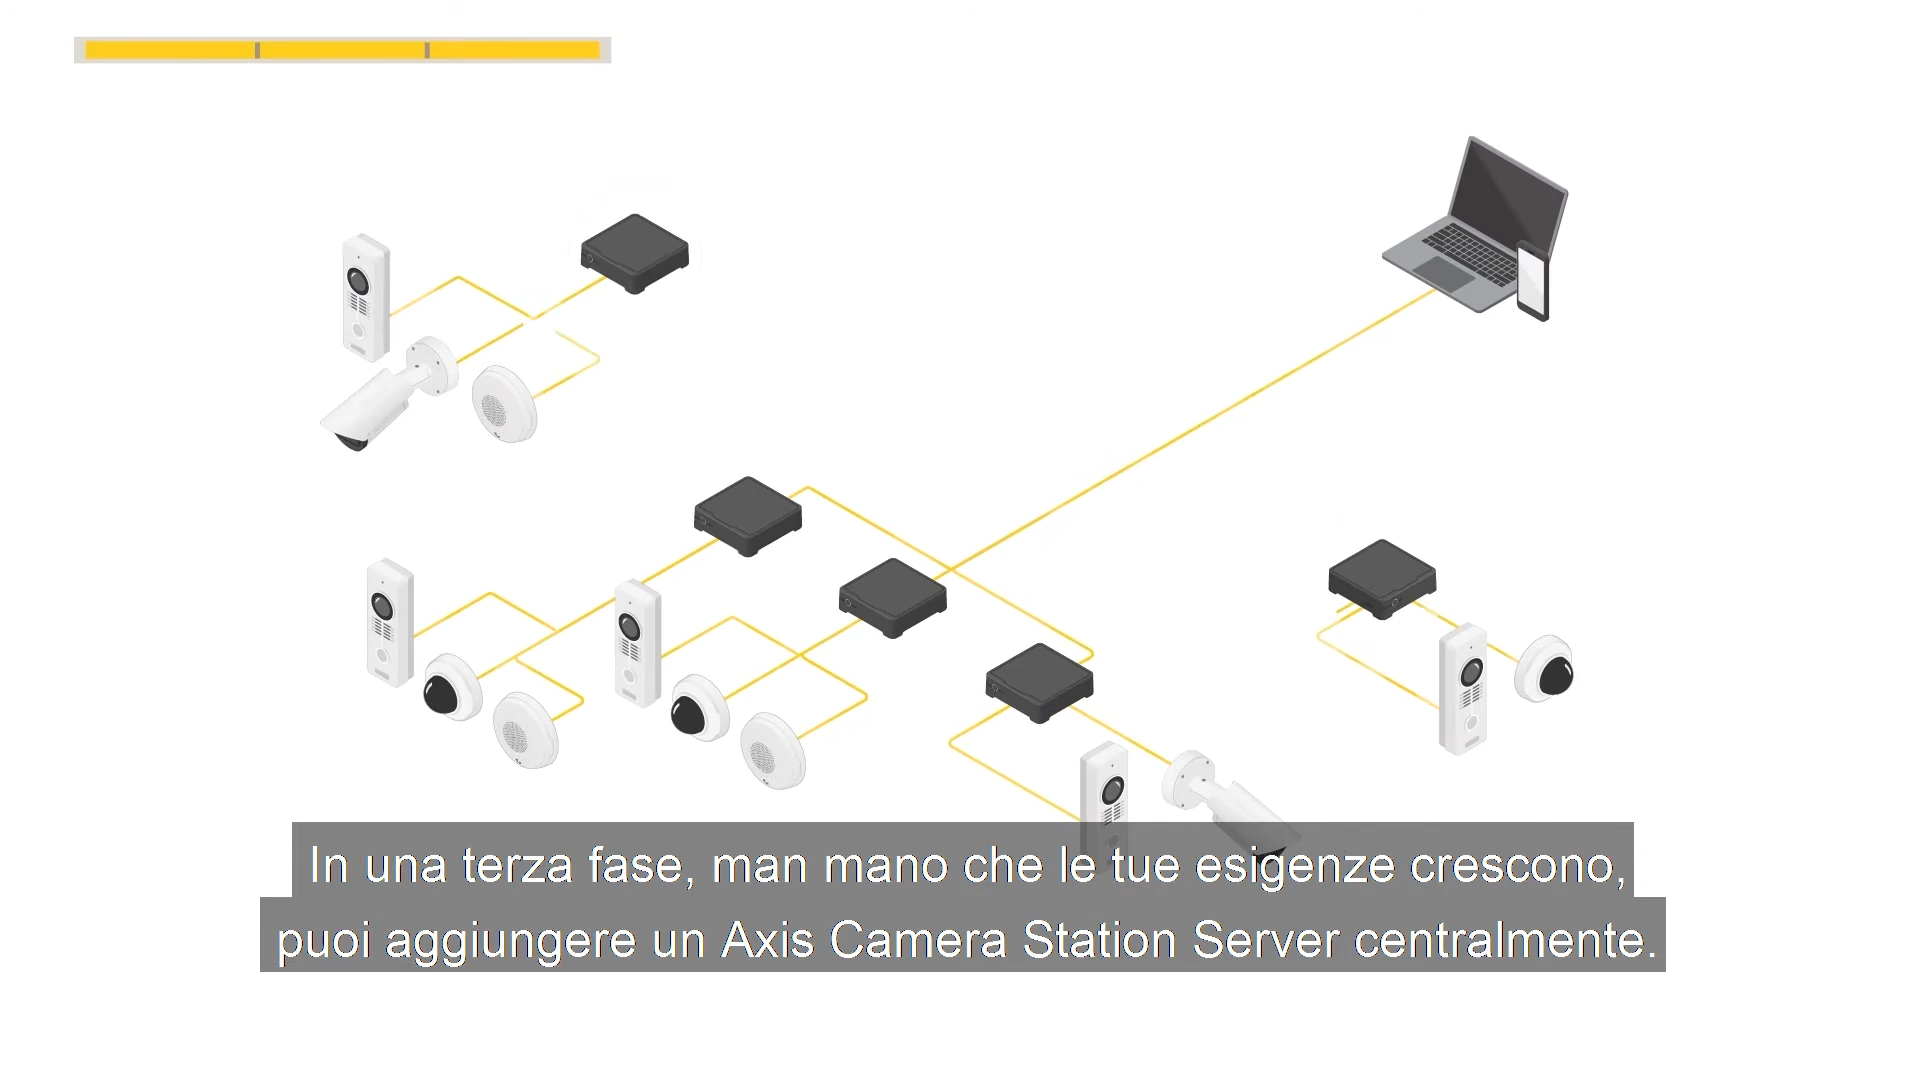 In una terza fase, man mano che le tue esigenze crescono,
puoi aggiungere un Axis Camera Station Server centralmente.